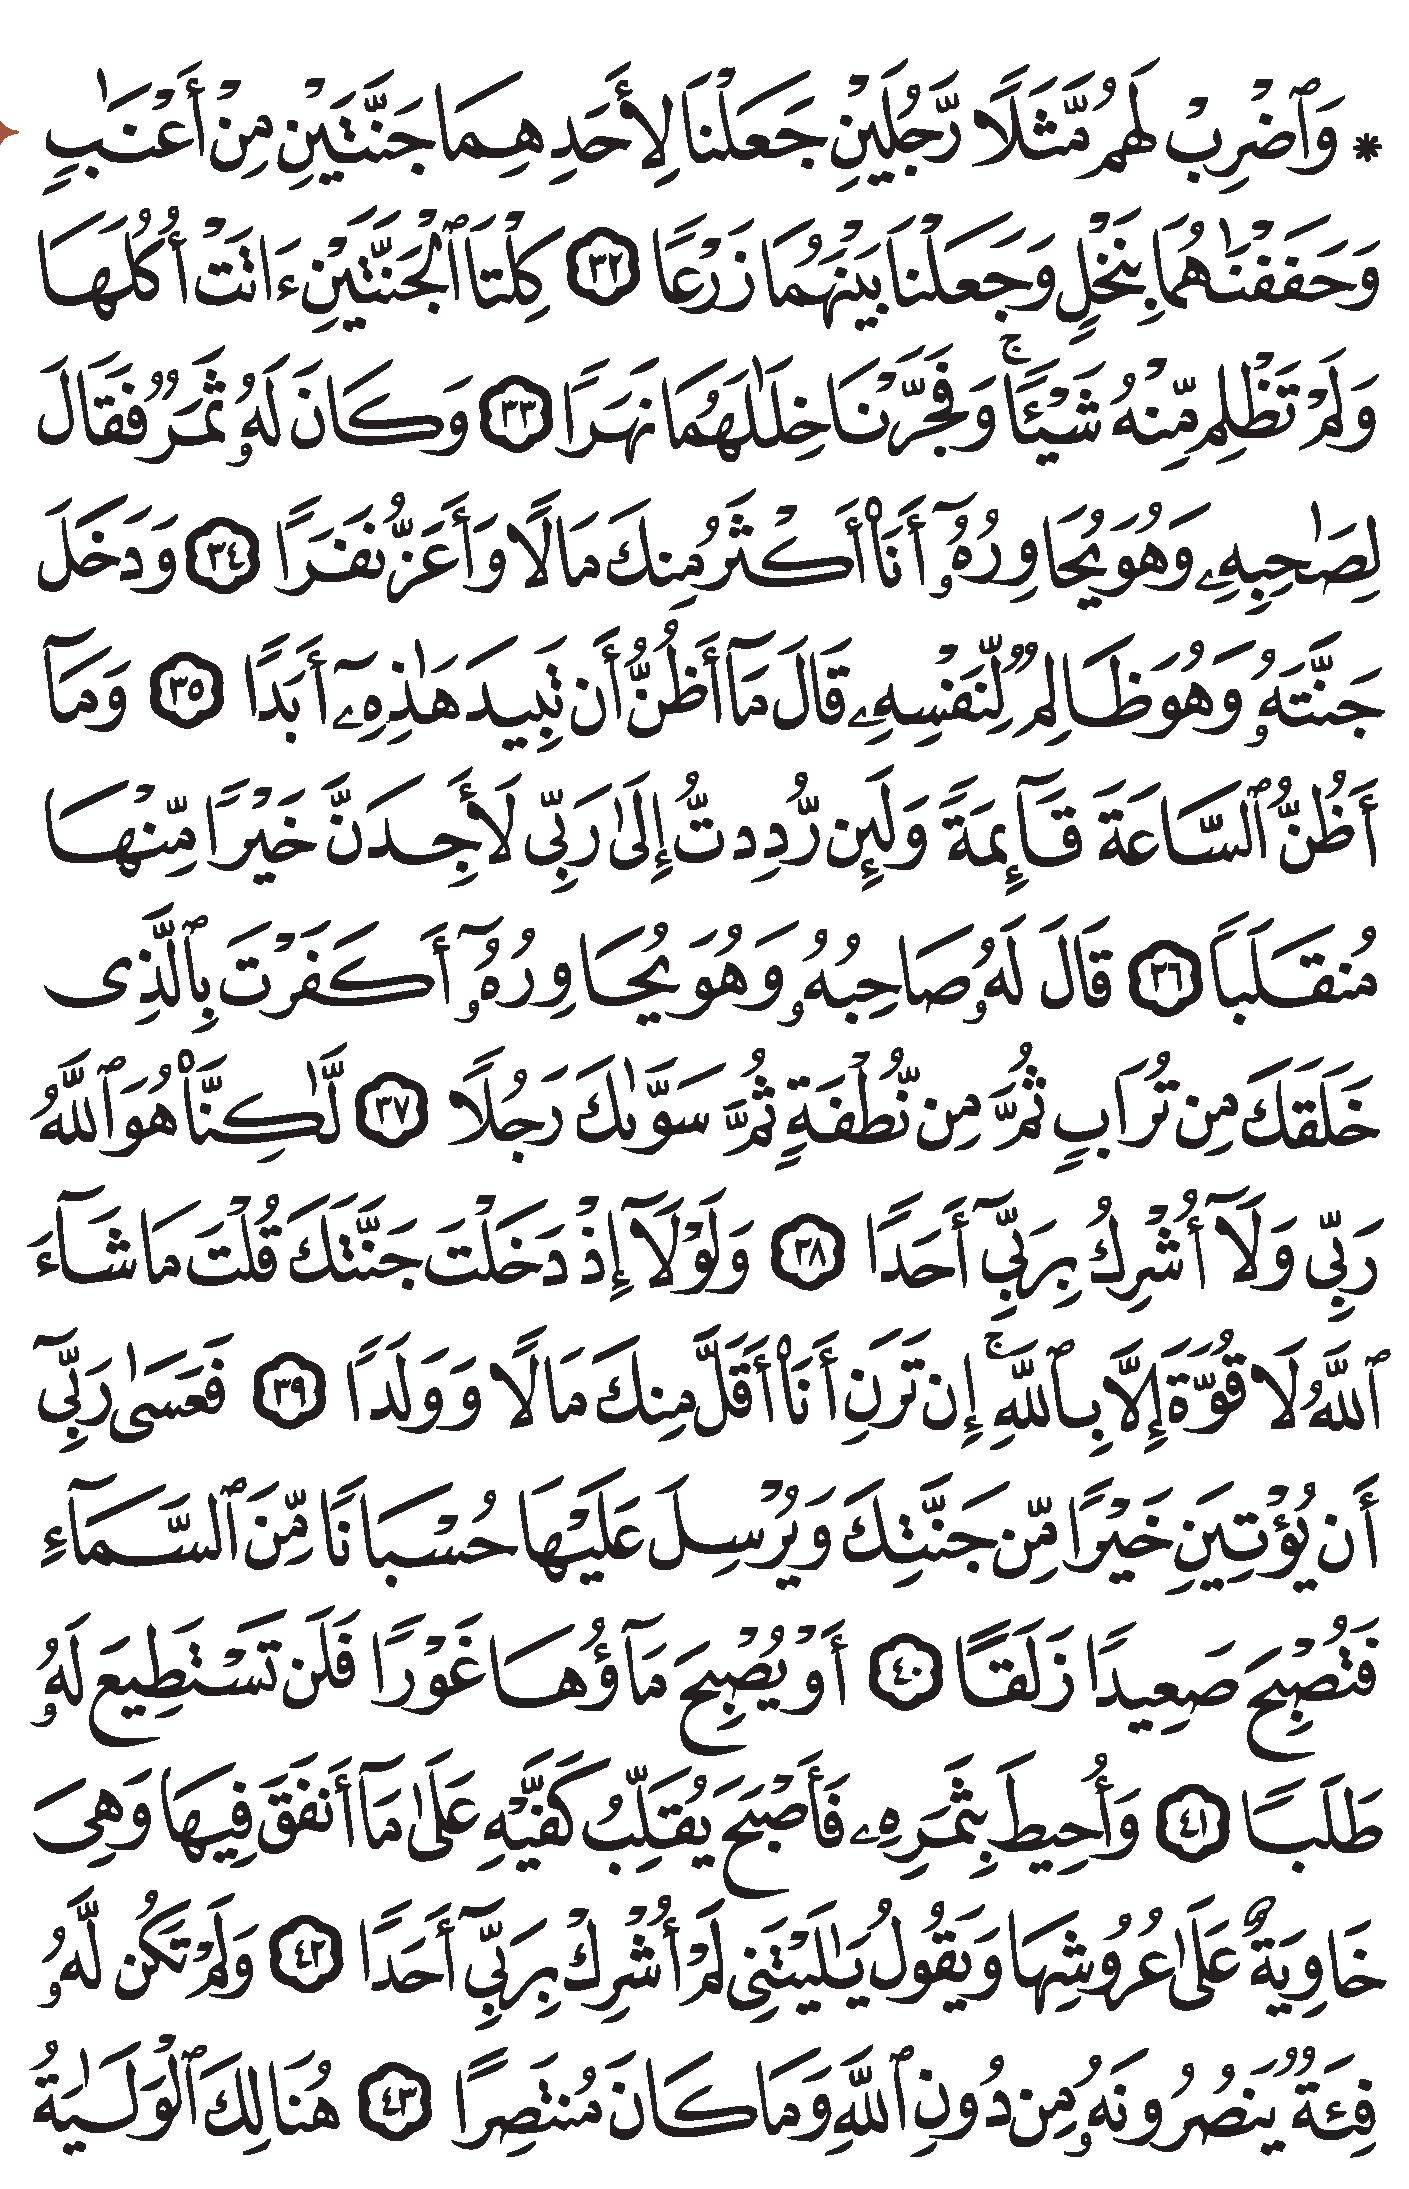 * وَٱضْرِبْ لَهُم مَّثَلًا رَّجُلَيْنِ جَعَلْنَا لِأَحَدِهِمَا جَنَّتَيْنِ مِنْ أَعْنَٰبٍ
وَحَفَفْنَٰهُمَا بِنَخْلٍ وَجَعَلْنَا بَيْنَهُمَا زَرْعًا ٣٢ كِلْتَا ٱلْجَنَّتَيْنِ ءَاتَتْ أُكُلَهَا
وَلَمْ تَظْلِم مِّنْهُ شَيْـًٔا ۚ وَفَجَّرْنَا خِلَٰلَهُمَا نَهَرًا ٣٣ وَكَانَ لَهُۥ ثَمَرٌ فَقَالَ
لِصَٰحِبِهِۦ وَهُوَ يُحَاوِرُهُۥٓ أَنَا۠ أَكْثَرُ مِنكَ مَالًا وَأَعَزُّ نَفَرًا ٣٤ وَدَخَلَ
جَنَّتَهُۥ وَهُوَ ظَالِمٌ لِّنَفْسِهِۦ قَالَ مَآ أَظُنُّ أَن تَبِيدَ هَٰذِهِۦٓ أَبَدًا ٣٥ وَمَآ
أَظُنُّ ٱلسَّاعَةَ قَآئِمَةً وَلَئِن رُّدِدتُّ إِلَىٰ رَبِّى لَأَجِدَنَّ خَيْرًا مِّنْهَا
مُنقَلَبًا ٣٦ قَالَ لَهُۥ صَاحِبُهُۥ وَهُوَ يُحَاوِرُهُۥٓ أَكَفَرْتَ بِٱلَّذِى
خَلَقَكَ مِن تُرَابٍ ثُمَّ مِن نُّطْفَةٍ ثُمَّ سَوَّىٰكَ رَجُلًا ٣٧ لَّٰكِنَّا۠ هُوَ ٱللَّهُ
رَبِّى وَلَآ أُشْرِكُ بِرَبِّىٓ أَحَدًا ٣٨ وَلَوْلَآ إِذْ دَخَلْتَ جَنَّتَكَ قُلْتَ مَا شَآءَ
ٱللَّهُ لَا قُوَّةَ إِلَّا بِٱللَّهِ ۚ إِن تَرَنِ أَنَا۠ أَقَلَّ مِنكَ مَالًا وَوَلَدًا ٣٩ فَعَسَىٰ رَبِّىٓ
أَن يُؤْتِيَنِ خَيْرًا مِّن جَنَّتِكَ وَيُرْسِلَ عَلَيْهَا حُسْبَانًا مِّنَ ٱلسَّمَآءِ
فَتُصْبِحَ صَعِيدًا زَلَقًا ٤٠ أَوْ يُصْبِحَ مَآؤُهَا غَوْرًا فَلَن تَسْتَطِيعَ لَهُۥ
طَلَبًا ٤١ وَأُحِيطَ بِثَمَرِهِۦ فَأَصْبَحَ يُقَلِّبُ كَفَّيْهِ عَلَىٰ مَآ أَنفَقَ فِيهَا وَهِىَ
خَاوِيَةٌ عَلَىٰ عُرُوشِهَا وَيَقُولُ يَٰلَيْتَنِى لَمْ أُشْرِكْ بِرَبِّىٓ أَحَدًا ٤٢ وَلَمْ تَكُن لَّهُۥ
فِئَةٌ يَنصُرُونَهُۥ مِن دُونِ ٱللَّهِ وَمَا كَانَ مُنتَصِرًا ٤٣ هُنَالِكَ ٱلْوَلَٰيَةُ